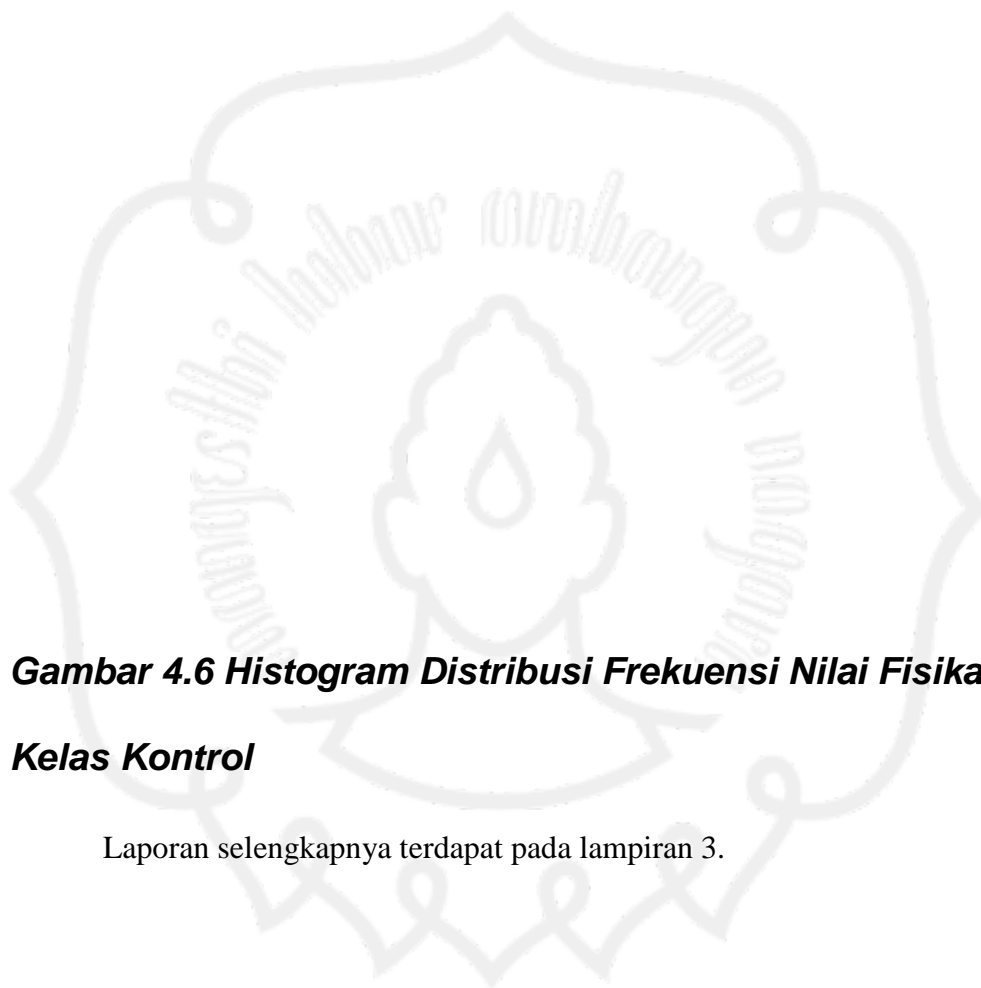 Gambar 4.6 Histogram Distribusi Frekuensi Nilai Fisika
Kelas Kontrol
Laporan selengkapnya terdapat pada lampiran 3.